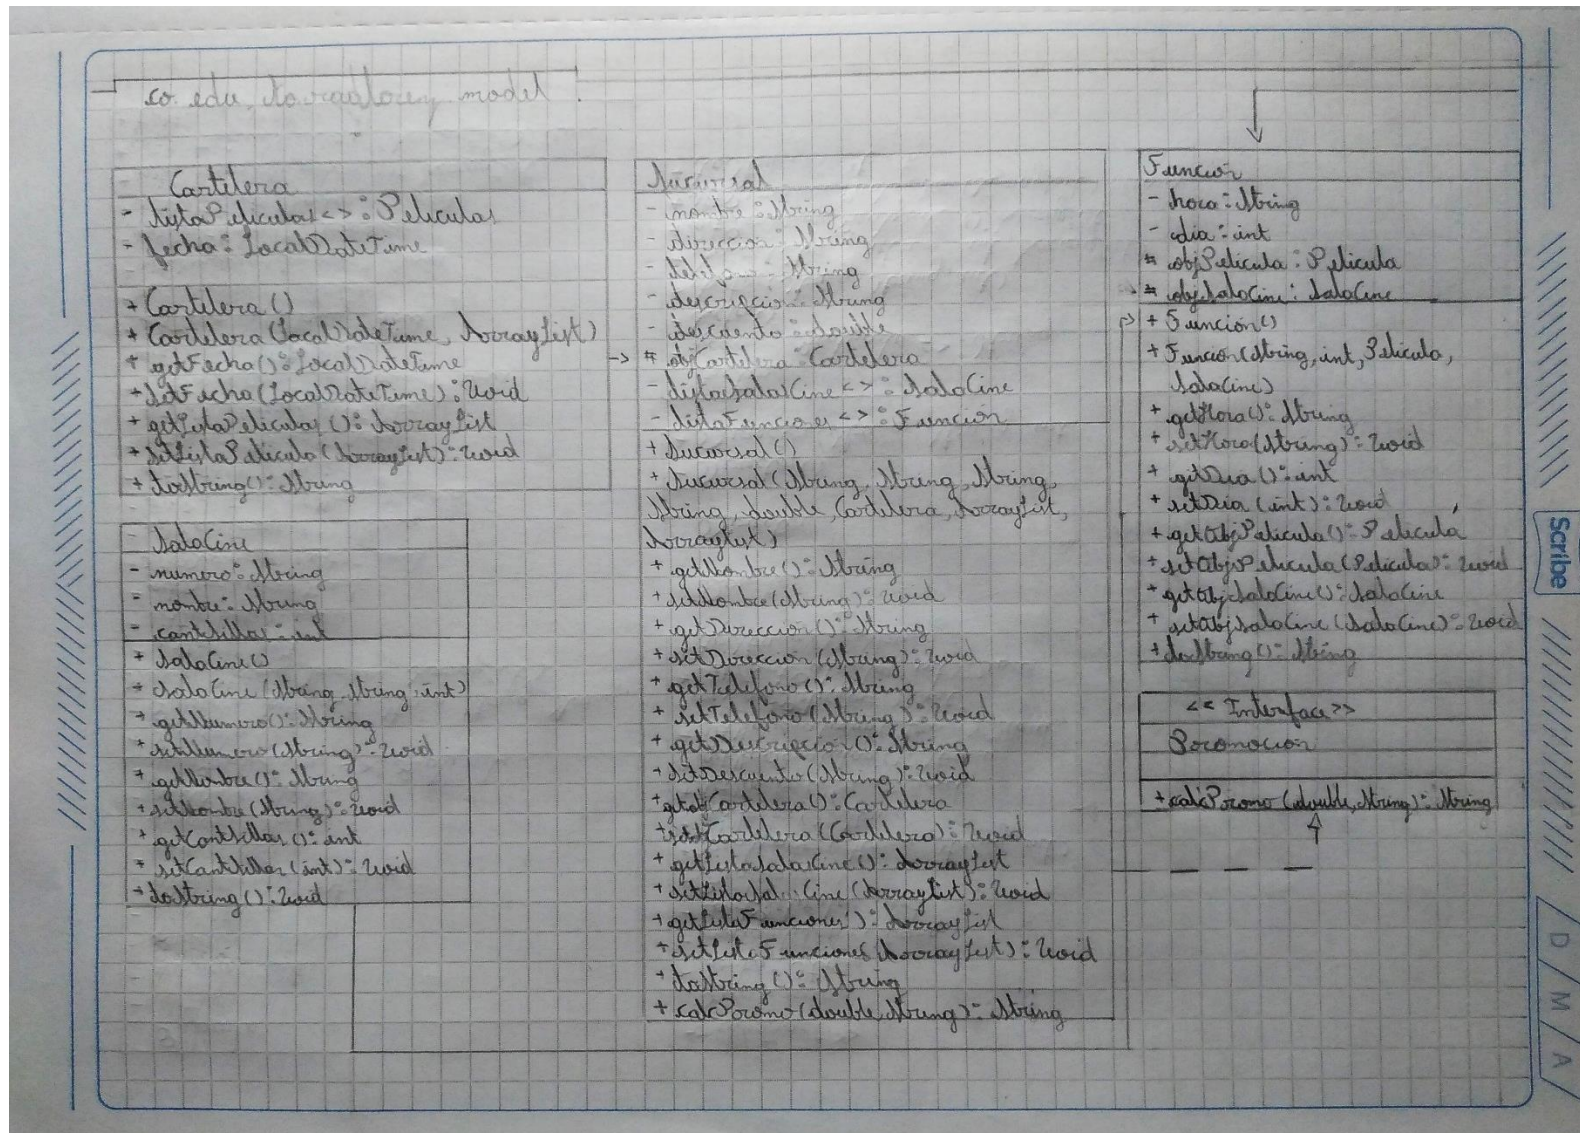 co. edu. model
Cartelera
- listaPeliculas<> : Peliculas
- fecha : LocalDateTime
+ Cartelera ()
+ Cartelera (LocalDateTime, ArrayList)
+ getFecha() : LocalDateTime
+ setFecha (LocalDateTime) : Void
+ getListaPeliculas () : ArrayList
+ setListaPelicula (ArrayList) : Void
+ toString() : String
- SalaCine
- numero : String
- nombre : String
- cantSillas : int
+ SalaCine ()
+ SalaCine (String, String, int)
+ getNumero() : String
+ setNumero (String) : Void
+ getNombre () : String
+ setNombre (String) : Void
+ getCantSillas () : int
+ setCantSillas (int) : Void
+ toString () : Void
Sucursal
- nombre : String
- direccion : String
- telefono : String
- descripcion : String
- descuento : double
# objCartelera : Cartelera
- listaSalasCine <> : SalaCine
- listaFunciones <> : Funcion
+ Sucursal ()
+ Sucursal (String, String, String,
String, double, Cartelera, ArrayList,
ArrayList)
+ getNombre () : String
+ setNombre (String) : Void
+ getDireccion () : String
+ setDireccion (String) : Void
+ getTelefono () : String
+ setTelefono (String) : Void
+ getDescripcion () : String
+ setDescuento (String) : Void
+ getobjCartelera () : Cartelera
+ setobjCartelera (Cartelera) : Void
+ getListaSalasCine () : ArrayList
+ setListaSal Cine (ArrayList) : Void
+ getListaFunciones () : ArrayList
+ setListaFunciones (ArrayList) : Void
+ toString () : String
+ calcPromo (double, String) : String
Funcion
- hora : String
- dia : int
# objPelicula : Pelicula
# objSalaCine : SalaCine
+ Función ()
+ Funcion (String, int, Pelicula,
SalaCine)
+ getHora () : String
+ setHora (String) : Void
+ getDia () : int
+ setDia (int) : Void
+ getObjPelicula () : Pelicula
+ setObjPelicula (Pelicula) : Void
+ getObjSalaCine () : SalaCine
+ setObjSalaCine (SalaCine) : Void
+ toString () : String
<< Interface >>
Promocion
+ calcPromo (double, String) : String
Scribe
D / M / A